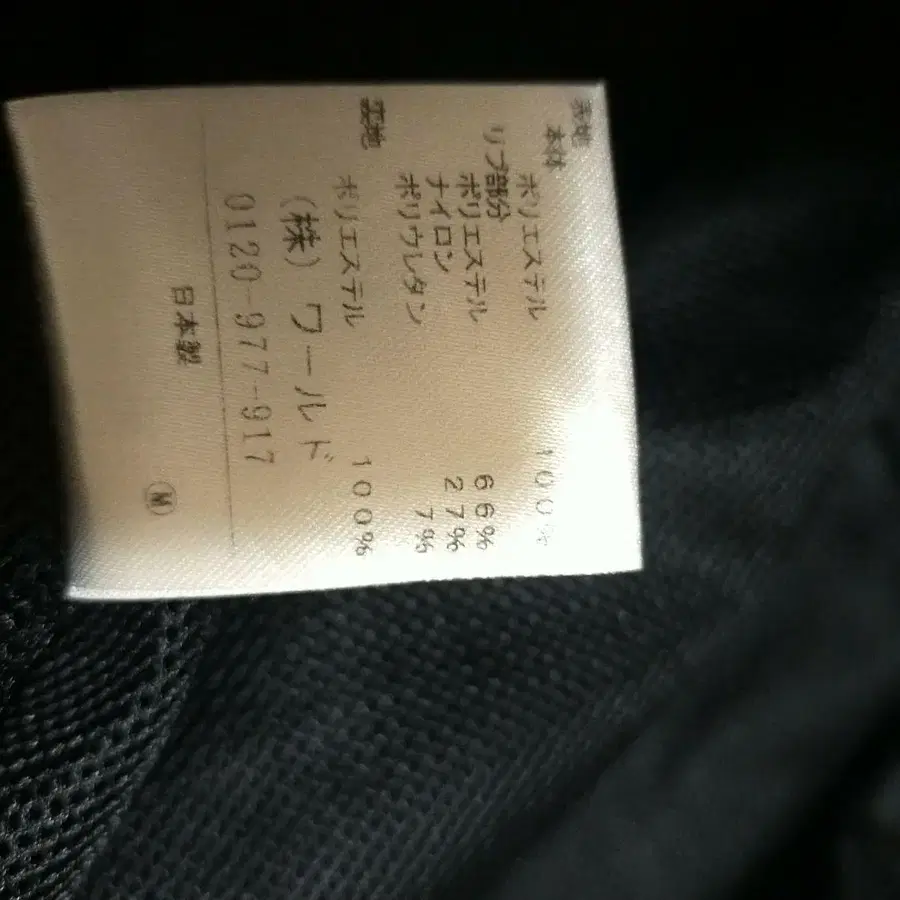 表地
本体
ポリエステル 100%
リブ部分
ポリエステル 66%
ナイロン 27%
ポリウレタン 7%
裏地
ポリエステル 100%
(株)ワールド
0120-977-917
日本製
Ⓜ